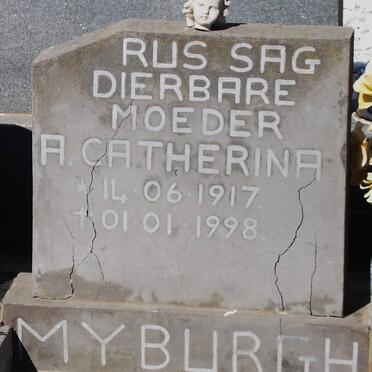 RUS SAG
DIERBARE
MOEDER
A. CATHERINA
* 14·06·1917.
† 01·01·1998.
MYBURGH